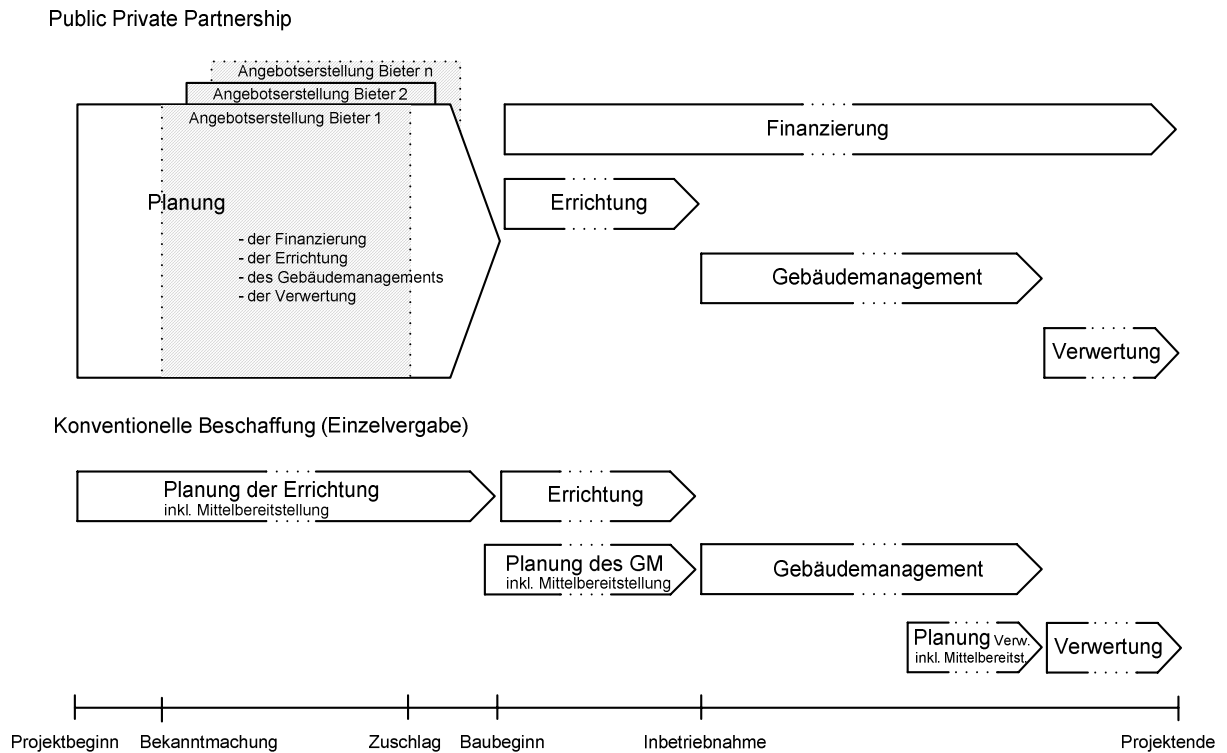 Public Private Partnership
Angebotserstellung Bieter n
Angebotserstellung Bieter 2
Angebotserstellung Bieter 1
Finanzierung
Planung
Errichtung
- der Finanzierung
- der Errichtung
- des Gebäudemanagements
- der Verwertung
Gebäudemanagement
Verwertung
Konventionelle Beschaffung (Einzelvergabe)
Planung der Errichtung
inkl. Mittelbereitstellung
Errichtung
Planung des GM
inkl. Mittelbereitstellung
Gebäudemanagement
Planung Verw.
inkl. Mittelbereitst.
Verwertung
Projektbeginn Bekanntmachung Zuschlag Baubeginn Inbetriebnahme Projektende